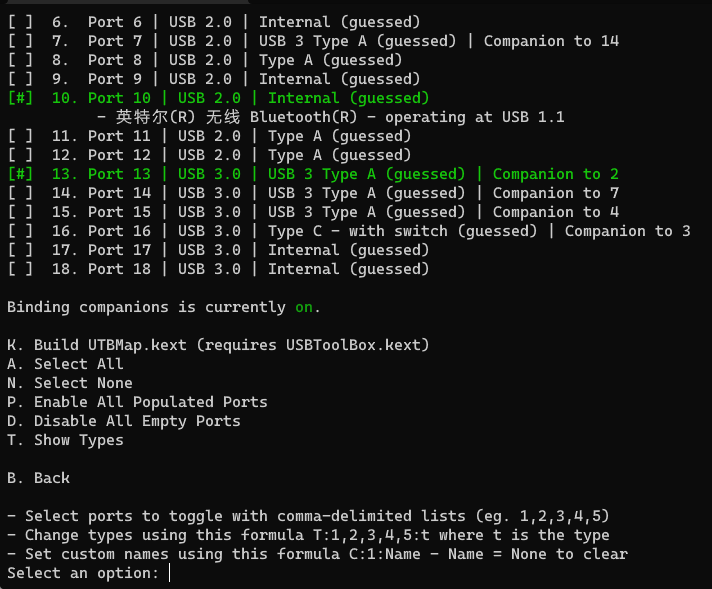 [ ]  6.  Port 6 | USB 2.0 | Internal (guessed)
[ ]  7.  Port 7 | USB 2.0 | USB 3 Type A (guessed) | Companion to 14
[ ]  8.  Port 8 | USB 2.0 | Type A (guessed)
[ ]  9.  Port 9 | USB 2.0 | Internal (guessed)
[#]  10. Port 10 | USB 2.0 | Internal (guessed)
          - 英特尔(R) 无线 Bluetooth(R) - operating at USB 1.1
[ ]  11. Port 11 | USB 2.0 | Type A (guessed)
[ ]  12. Port 12 | USB 2.0 | Type A (guessed)
[#]  13. Port 13 | USB 3.0 | USB 3 Type A (guessed) | Companion to 2
[ ]  14. Port 14 | USB 3.0 | USB 3 Type A (guessed) | Companion to 7
[ ]  15. Port 15 | USB 3.0 | USB 3 Type A (guessed) | Companion to 4
[ ]  16. Port 16 | USB 3.0 | Type C - with switch (guessed) | Companion to 3
[ ]  17. Port 17 | USB 3.0 | Internal (guessed)
[ ]  18. Port 18 | USB 3.0 | Internal (guessed)
Binding companions is currently on.
K. Build UTBMap.kext (requires USBToolBox.kext)
A. Select All
N. Select None
P. Enable All Populated Ports
D. Disable All Empty Ports
T. Show Types
B. Back
- Select ports to toggle with comma-delimited lists (eg. 1,2,3,4,5)
- Change types using this formula T:1,2,3,4,5:t where t is the type
- Set custom names using this formula C:1:Name - Name = None to clear
Select an option: